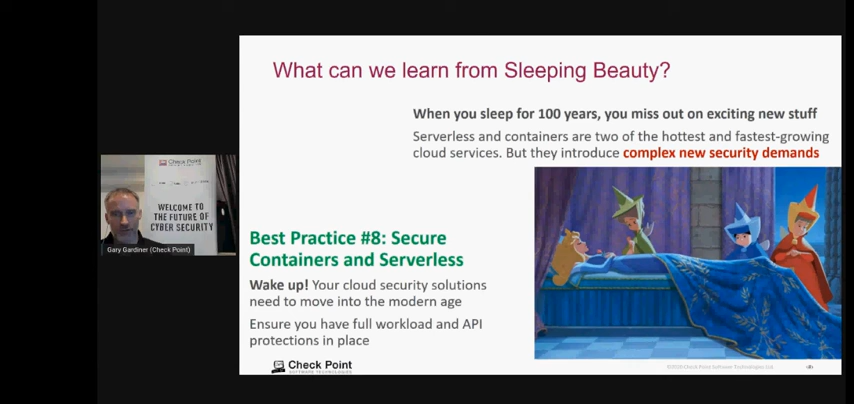 What can we learn from Sleeping Beauty?
When you sleep for 100 years, you miss out on exciting new stuff
Serverless and containers are two of the hottest and fastest-growing
cloud services. But they introduce complex new security demands
Check Point
WELCOME TO
THE FUTURE OF
CYBER SECURITY
Gary Gardiner (Check Point)
Best Practice #8: Secure
Containers and Serverless
Wake up! Your cloud security solutions
need to move into the modern age
Ensure you have full workload and API
protections in place
Check Point
SOFTWARE TECHNOLOGIES
Check Point Software Technologies Ltd.